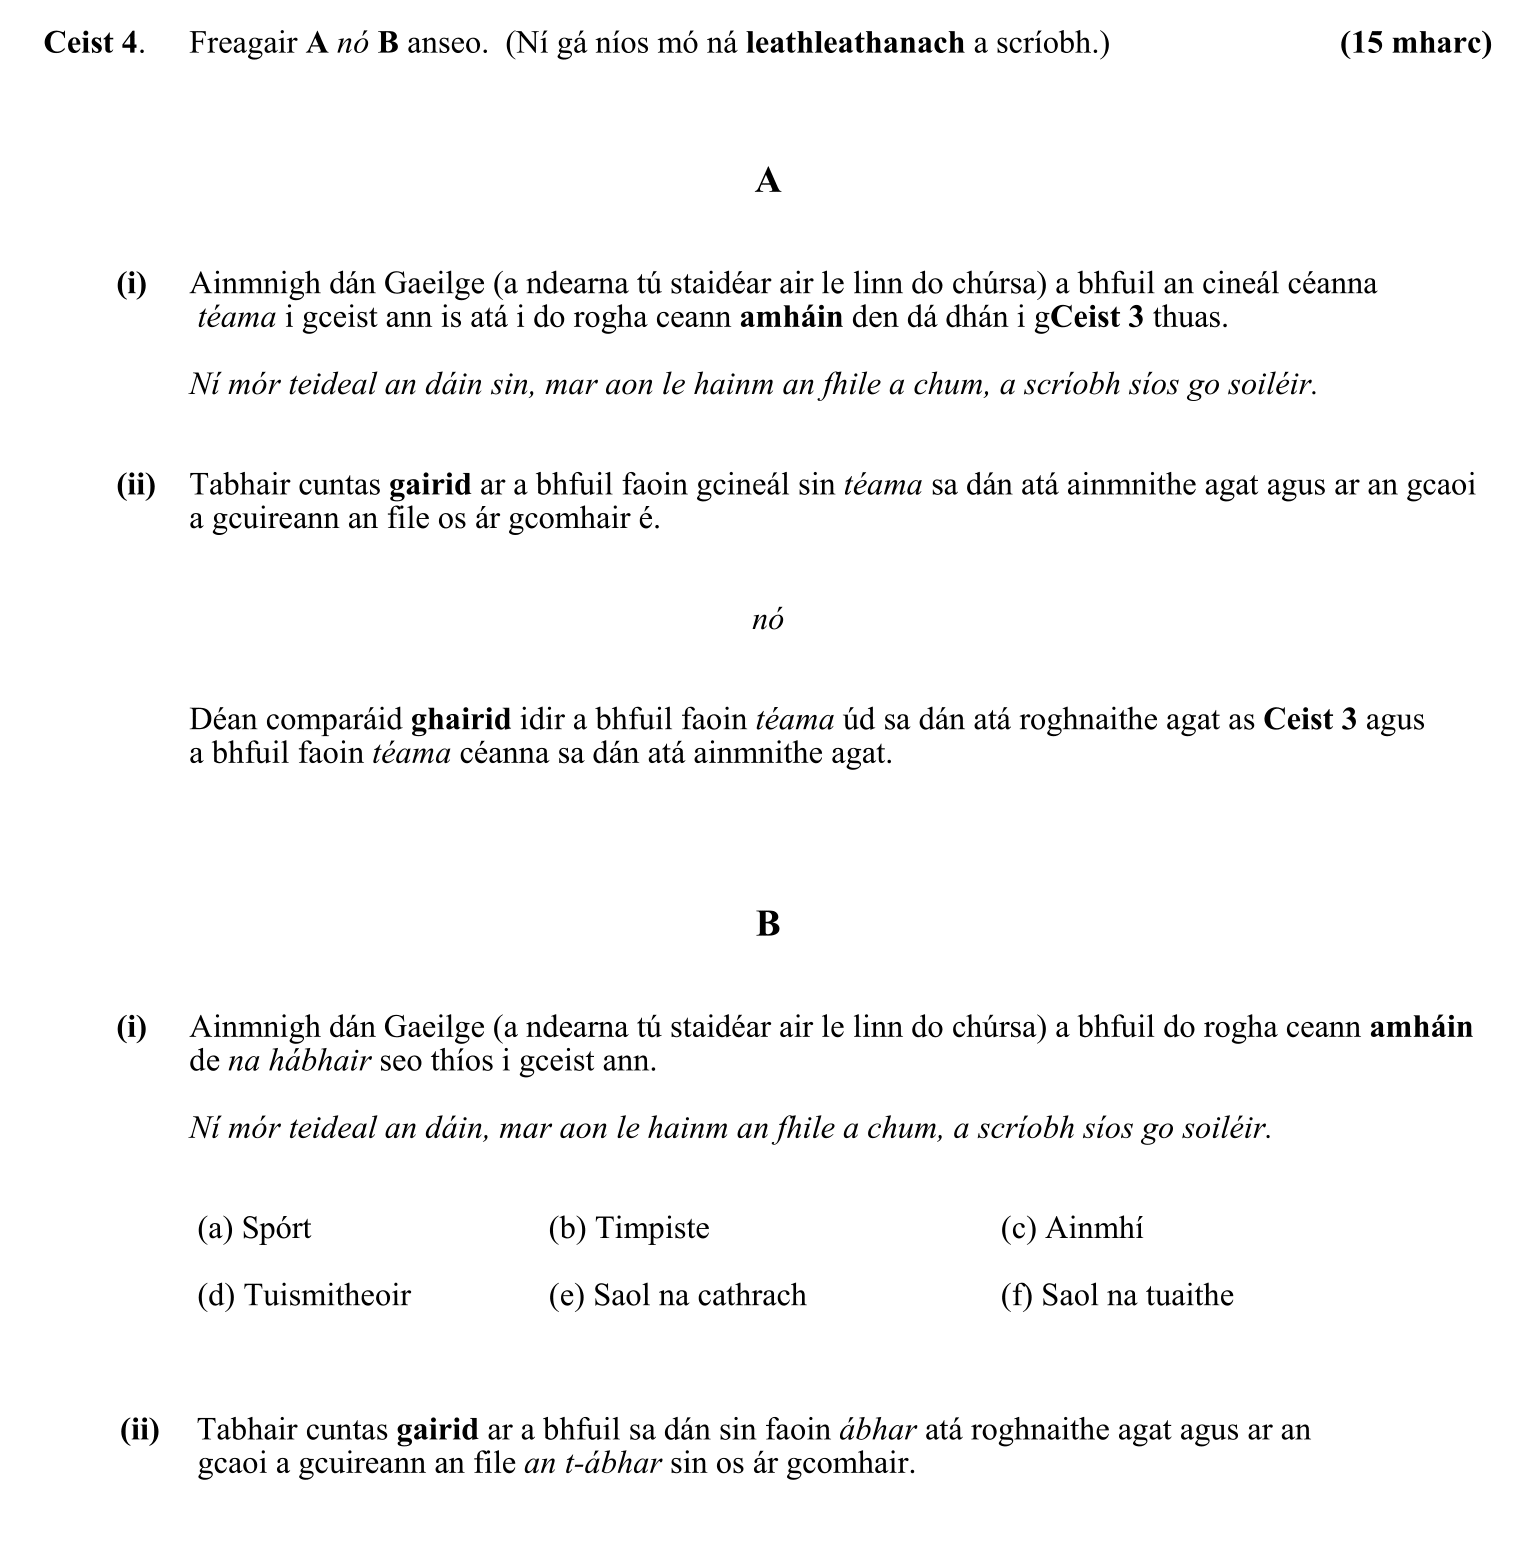 Ceist 4. Freagair A nó B anseo. (Ní gá níos mó ná leathleathanach a scríobh.) (15 mharc)
A
(i) Ainmnigh dán Gaeilge (a ndearna tú staidéar air le linn do chúrsa) a bhfuil an cineál céanna
téama i gceist ann is atá i do rogha ceann amháin den dá dhán i gCeist 3 thuas.
Ní mór teideal an dáin sin, mar aon le hainm an fhile a chum, a scríobh síos go soiléir.
(ii) Tabhair cuntas gairid ar a bhfuil faoin gcineál sin téama sa dán atá ainmnithe agat agus ar an gcaoi
a gcuireann an file os ár gcomhair é.
nó
Déan comparáid ghairid idir a bhfuil faoin téama úd sa dán atá roghnaithe agat as Ceist 3 agus
a bhfuil faoin téama céanna sa dán atá ainmnithe agat.
B
(i) Ainmnigh dán Gaeilge (a ndearna tú staidéar air le linn do chúrsa) a bhfuil do rogha ceann amháin
de na hábhair seo thíos i gceist ann.
Ní mór teideal an dáin, mar aon le hainm an fhile a chum, a scríobh síos go soiléir.
(a) Spórt (b) Timpiste (c) Ainmhí
(d) Tuismitheoir (e) Saol na cathrach (f) Saol na tuaithe
(ii) Tabhair cuntas gairid ar a bhfuil sa dán sin faoin ábhar atá roghnaithe agat agus ar an
gcaoi a gcuireann an file an t-ábhar sin os ár gcomhair.